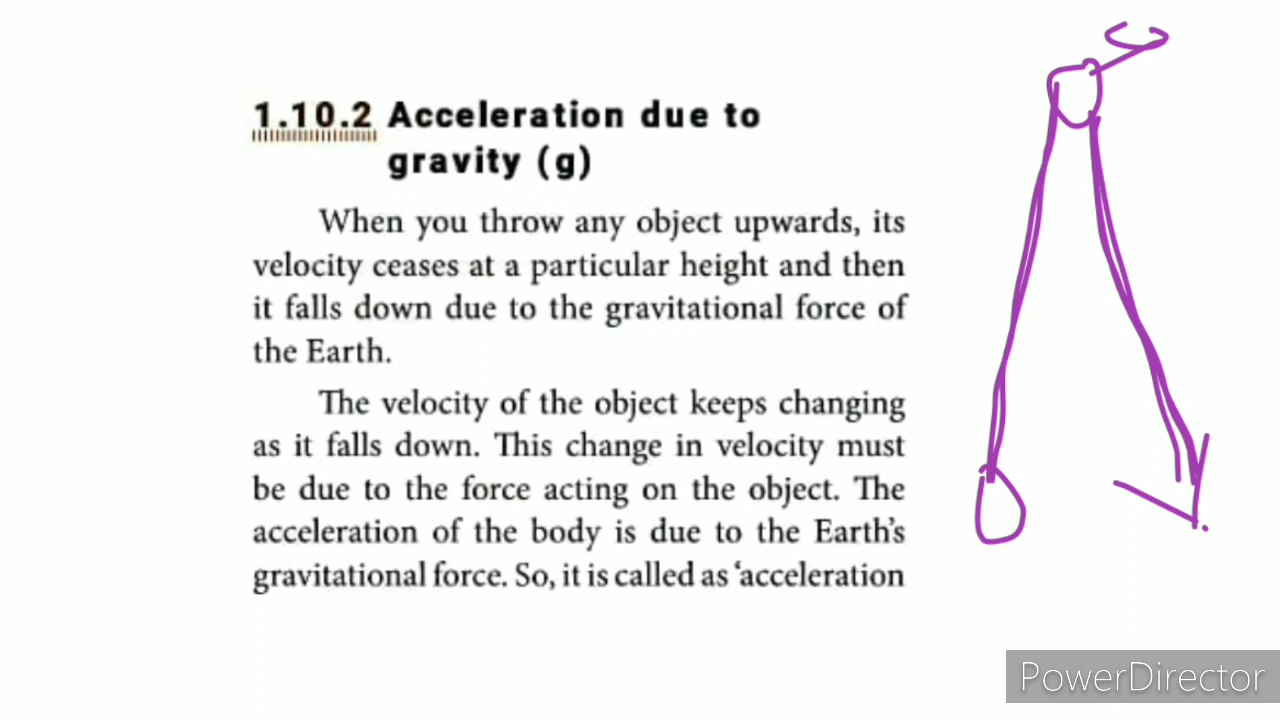 1.10.2 Acceleration due to
gravity (g)
When you throw any object upwards, its
velocity ceases at a particular height and then
it falls down due to the gravitational force of
the Earth.
The velocity of the object keeps changing
as it falls down. This change in velocity must
be due to the force acting on the object. The
acceleration of the body is due to the Earth's
gravitational force. So, it is called as ‘acceleration
PowerDirector